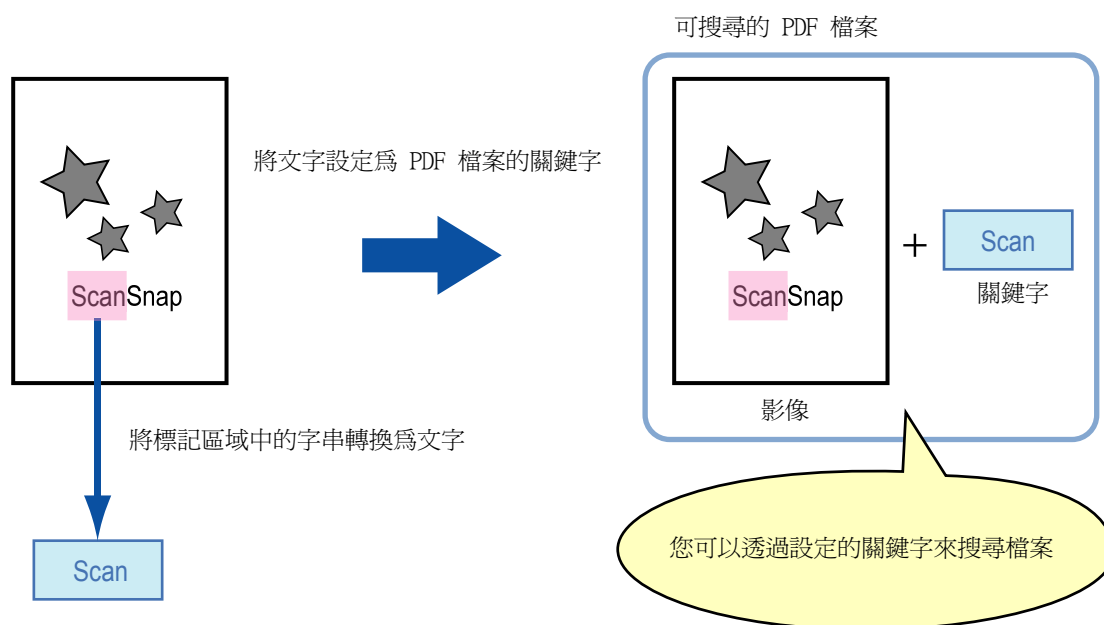 可搜尋的 PDF 檔案
將文字設定爲 PDF 檔案的關鍵字
ScanSnap
將標記區域中的字串轉換爲文字
Scan
ScanSnap
影像
+
Scan
關鍵字
您可以透過設定的關鍵字來搜尋檔案